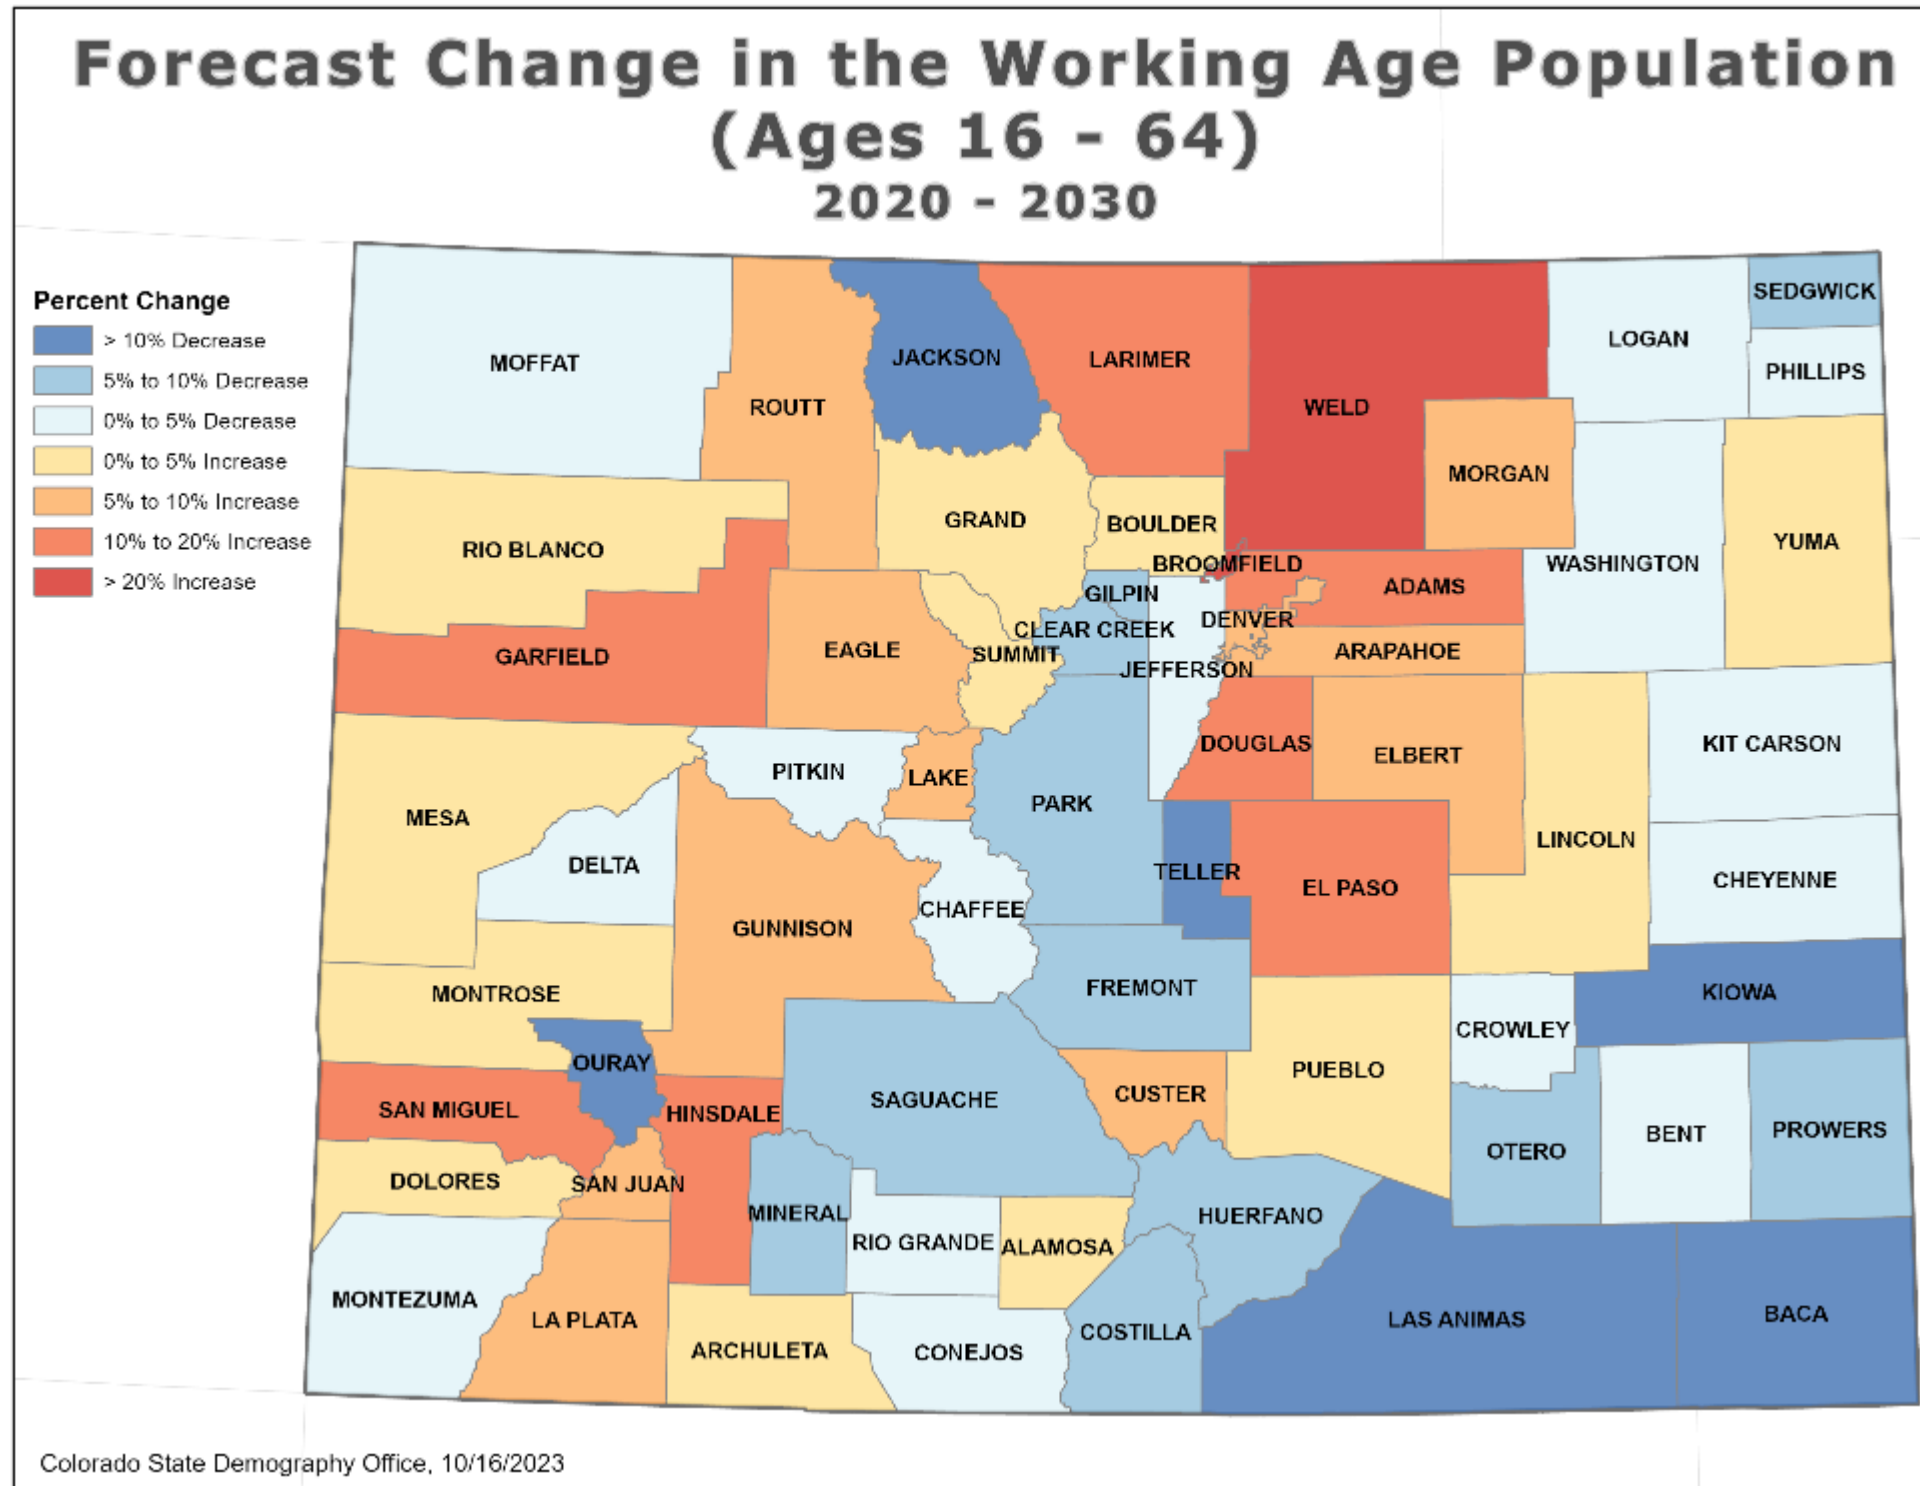 Forecast Change in the Working Age Population
(Ages 16 - 64)
2020 - 2030
Percent Change
> 10% Decrease
5% to 10% Decrease
0% to 5% Decrease
0% to 5% Increase
5% to 10% Increase
10% to 20% Increase
> 20% Increase
SEDGWICK
LOGAN
JACKSON
LARIMER
MOFFAT
PHILLIPS
ROUTT
WELD
MORGAN
GRAND
BOULDER
YUMA
RIO BLANCO
BROOMFIELD
WASHINGTON
ADAMS
GILPIN
DENVER
CLEAR CREEK
EAGLE
ARAPAHOE
SUMMIT
GARFIELD
JEFFERSON
DOUGLAS
KIT CARSON
ELBERT
PITKIN
LAKE
PARK
MESA
LINCOLN
DELTA
TELLER
CHEYENNE
EL PASO
CHAFFEE
GUNNISON
FREMONT
KIOWA
MONTROSE
CROWLEY
OURAY
PUEBLO
CUSTER
SAGUACHE
SAN MIGUEL
HINSDALE
PROWERS
BENT
OTERO
DOLORES
SAN JUAN
MINERAL
HUERFANO
RIO GRANDE
ALAMOSA
MONTEZUMA
BACA
LAS ANIMAS
LA PLATA
COSTILLA
ARCHULETA
CONEJOS
Colorado State Demography Office, 10/16/2023